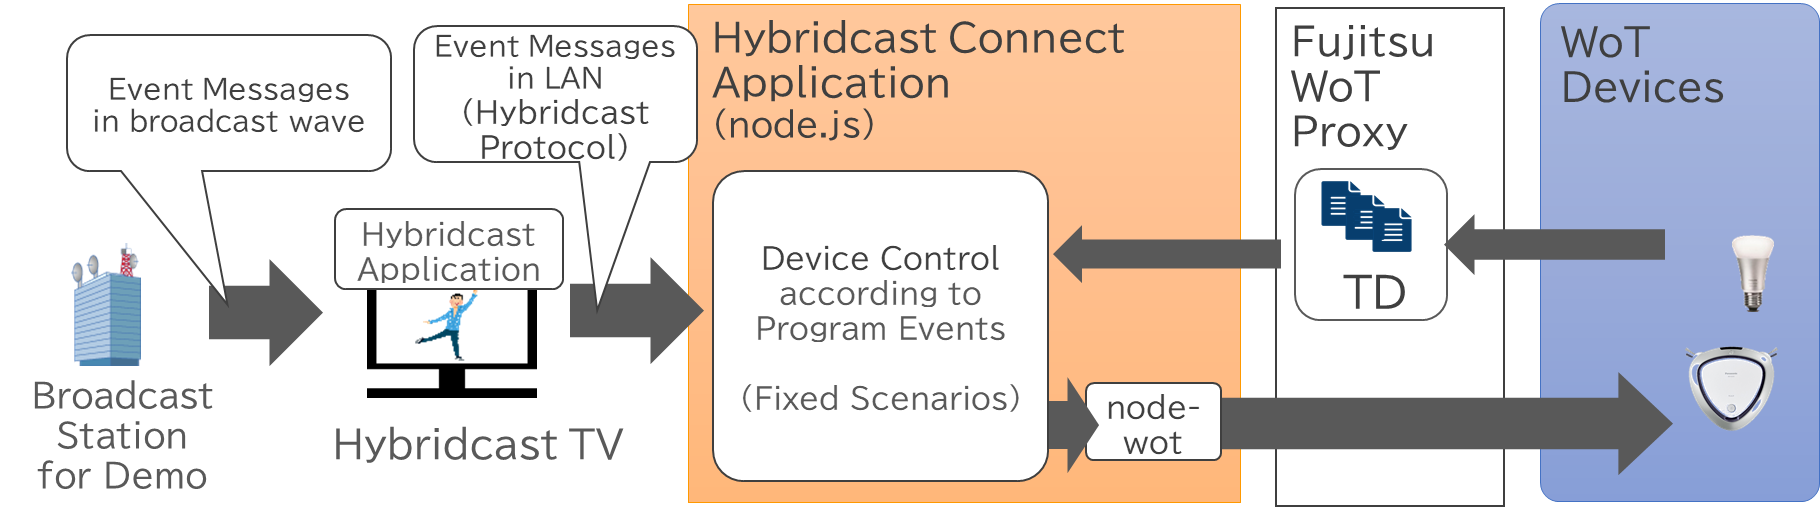 Event Messages
in broadcast wave
Event Messages
in LAN
(Hybridcast
Protocol)
Hybridcast Connect
Application
(node.js)
Fujitsu
WoT
Proxy
WoT
Devices
Hybridcast
Application
Device Control
according to
Program Events
(Fixed Scenarios)
TD
node-
wot
Broadcast
Station
for Demo
Hybridcast TV